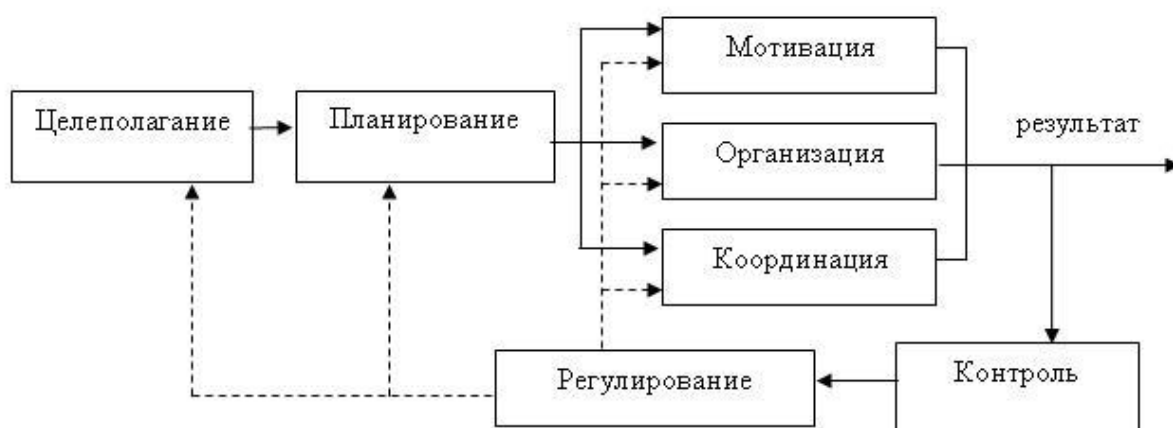 Мотивация
Целеполагание
Планирование
Организация
результат
Координация
Регулирование
Контроль